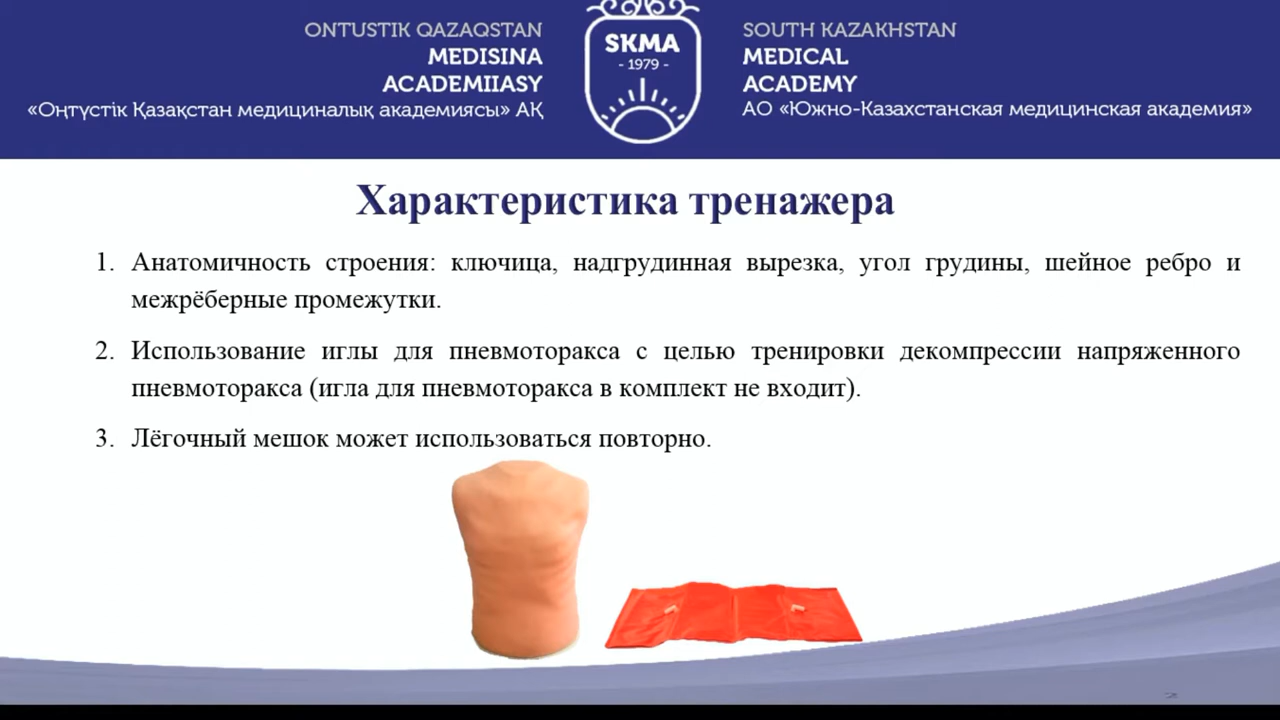 ONTUSTIK QAZAQSTAN
MEDISINA
ACADEMIIASY
«Оңтүстік Қазақстан медициналық академиясы» АҚ
SKMA
- 1979 -
SOUTH KAZAKHSTAN
MEDICAL
ACADEMY
АО «Южно-Казахстанская медицинская академия»
Характеристика тренажера
1. Анатомичность строения: ключица, надгрудинная вырезка, угол грудины, шейное ребро и
межрёберные промежутки.
2. Использование иглы для пневмоторакса с целью тренировки декомпрессии напряженного
пневмоторакса (игла для пневмоторакса в комплект не входит).
3. Лёгочный мешок может использоваться повторно.